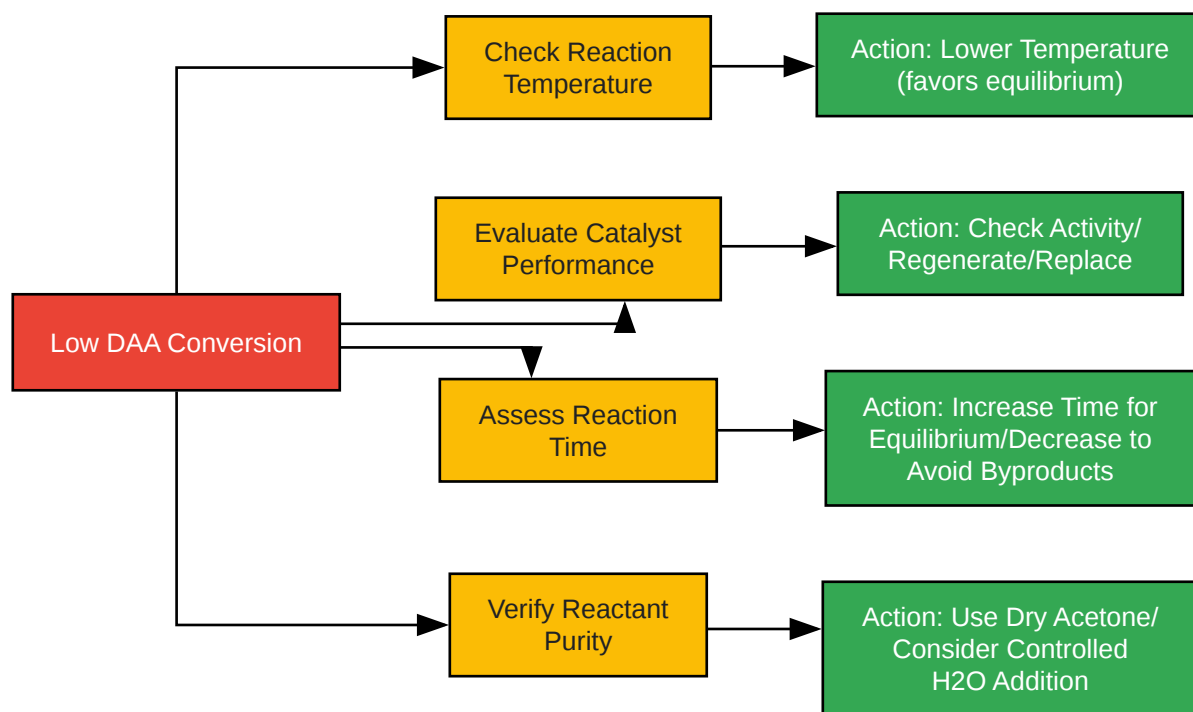 Check Reaction
Temperature
Action: Lower Temperature
(favors equilibrium)
Evaluate Catalyst
Performance
Action: Check Activity/
Regenerate/Replace
Low DAA Conversion
Assess Reaction
Time
Action: Increase Time for
Equilibrium/Decrease to
Avoid Byproducts
Verify Reactant
Purity
Action: Use Dry Acetone/
Consider Controlled
H2O Addition